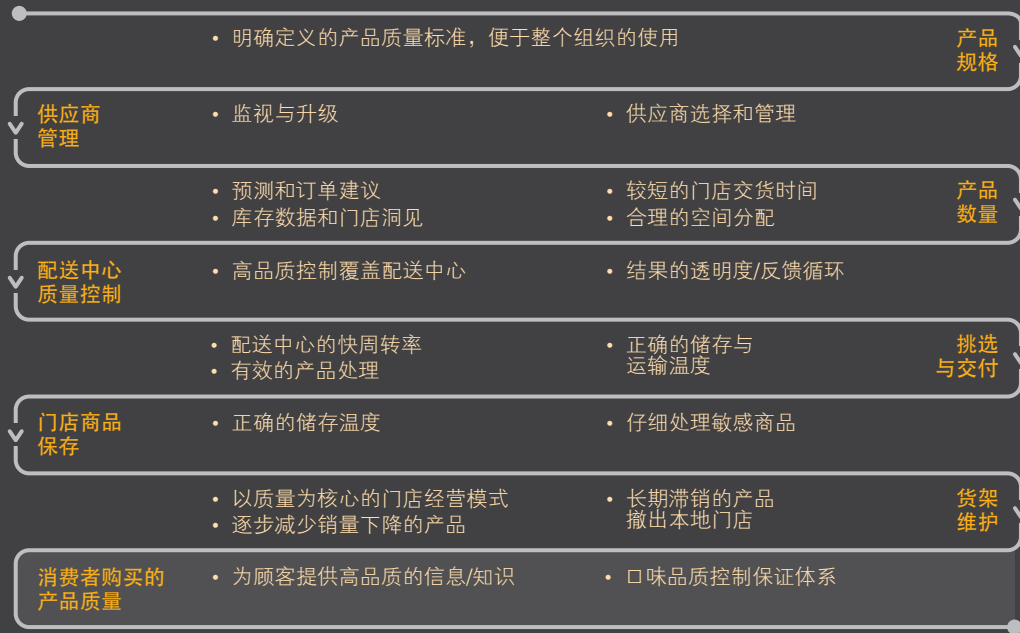 • 明确定义的产品质量标准，便于整个组织的使用
产品
规格
供应商
管理
• 监视与升级
• 供应商选择和管理
• 预测和订单建议
• 库存数据和门店洞见
• 较短的门店交货时间
• 合理的空间分配
产品
数量
配送中心
质量控制
• 高品质控制覆盖配送中心
• 结果的透明度/反馈循环
• 配送中心的快周转率
• 有效的产品处理
• 正确的储存与
运输温度
挑选
与交付
门店商品
保存
• 正确的储存温度
• 仔细处理敏感商品
• 以质量为核心的门店经营模式
• 逐步减少销量下降的产品
• 长期滞销的产品
撤出本地门店
货架
维护
消费者购买的
产品质量
• 为顾客提供高品质的信息/知识
• 口味品质控制保证体系